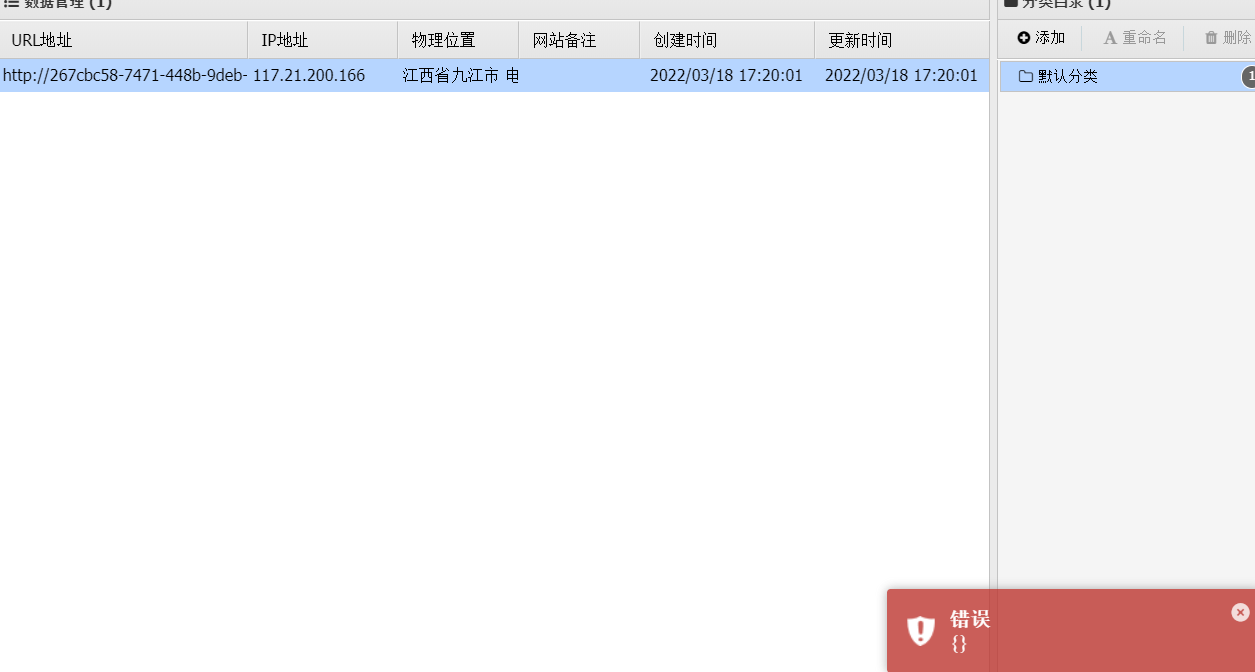 数据管理 (1)
URL地址 IP地址 物理位置 网站备注 创建时间 更新时间
http://267cbc58-7471-448b-9deb- 117.21.200.166 江西省九江市 电 2022/03/18 17:20:01 2022/03/18 17:20:01
分类目录 (1)
添加 重命名 删除
默认分类 1
错误
{}